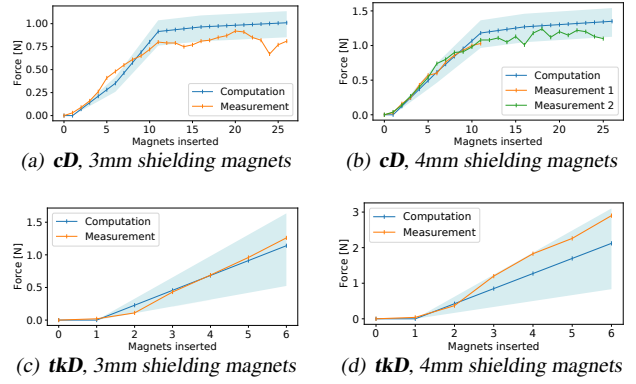 Force [N]
1.00
0.75
0.50
0.25
0.00
Computation
Measurement
0 5 10 15 20 25
Magnets inserted
(a) cD, 3mm shielding magnets
Force [N]
1.5
1.0
0.5
0.0
Computation
Measurement 1
Measurement 2
0 5 10 15 20 25
Magnets inserted
(b) cD, 4mm shielding magnets
Force [N]
1.5
1.0
0.5
0.0
Computation
Measurement
0 1 2 3 4 5 6
Magnets inserted
(c) tkD, 3mm shielding magnets
Force [N]
3
2
1
0
Computation
Measurement
0 1 2 3 4 5 6
Magnets inserted
(d) tkD, 4mm shielding magnets